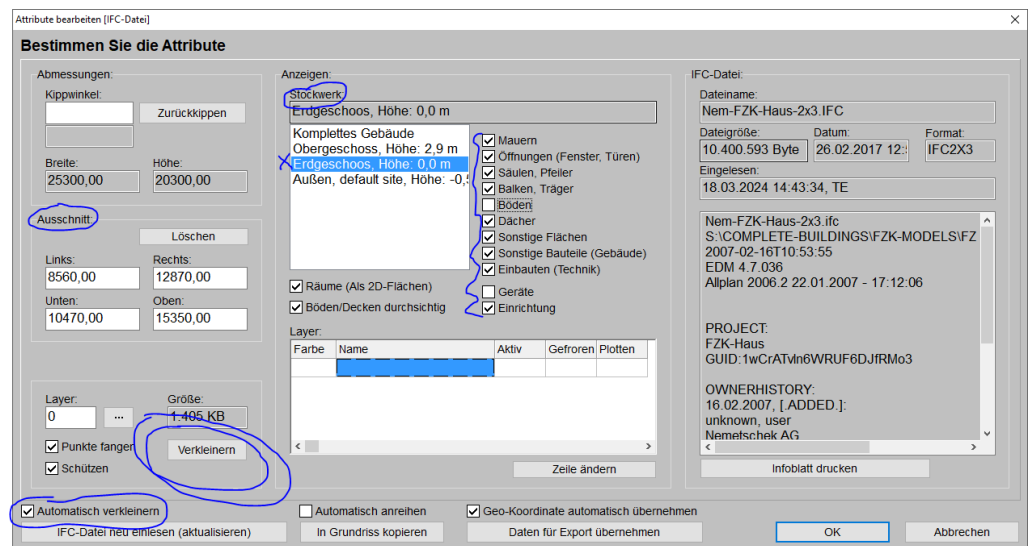 Attribute bearbeiten [IFC-Datei]
Bestimmen Sie die Attribute
Abmessungen:
Kippwinkel:
Zurückkippen
Breite:
Höhe:
25300,00
20300,00
Ausschnitt:
Löschen
Links:
Rechts:
8560,00
12870,00
Unten:
Oben:
10470,00
15350,00
Layer:
Größe:
0
...
1.405 KB
Punkte fangen
Verkleinern
Schützen
Anzeigen:
Stockwerk:
Erdgeschoos, Höhe: 0,0 m
Komplettes Gebäude
Obergeschoss, Höhe: 2,9 m
Erdgeschoos, Höhe: 0,0 m
Außen, default site, Höhe: -0,5
Mauern
Öffnungen (Fenster, Türen)
Säulen, Pfeiler
Balken, Träger
Böden
Dächer
Sonstige Flächen
Sonstige Bauteile (Gebäude)
Einbauten (Technik)
Geräte
Einrichtung
Räume (Als 2D-Flächen)
Böden/Decken durchsichtig
Layer:
Farbe Name Aktiv Gefroren Plotten
Zeile ändern
IFC-Datei:
Dateiname:
Nem-FZK-Haus-2x3.IFC
Dateigröße: Datum: Format:
10.400.593 Byte 26.02.2017 12: IFC2X3
Eingelesen:
18.03.2024 14:43:34, TE
Nem-FZK-Haus-2x3.ifc
S:\COMPLETE-BUILDINGS\FZK-MODELS\FZ
2007-02-16T10:53:55
EDM 4.7.036
Allplan 2006.2 22.01.2007 - 17:12:06
PROJECT:
FZK-Haus
GUID:1wCrATvln6WRUF6DJfRMo3
OWNERHISTORY:
16.02.2007, [.ADDED.]:
unknown, user
Nemetschek AG
Infoblatt drucken
Automatisch verkleinern
Automatisch anreihen
Geo-Koordinate automatisch übernehmen
IFC-Datei neu einlesen (aktualisieren)
In Grundriss kopieren
Daten für Export übernehmen
OK
Abbrechen